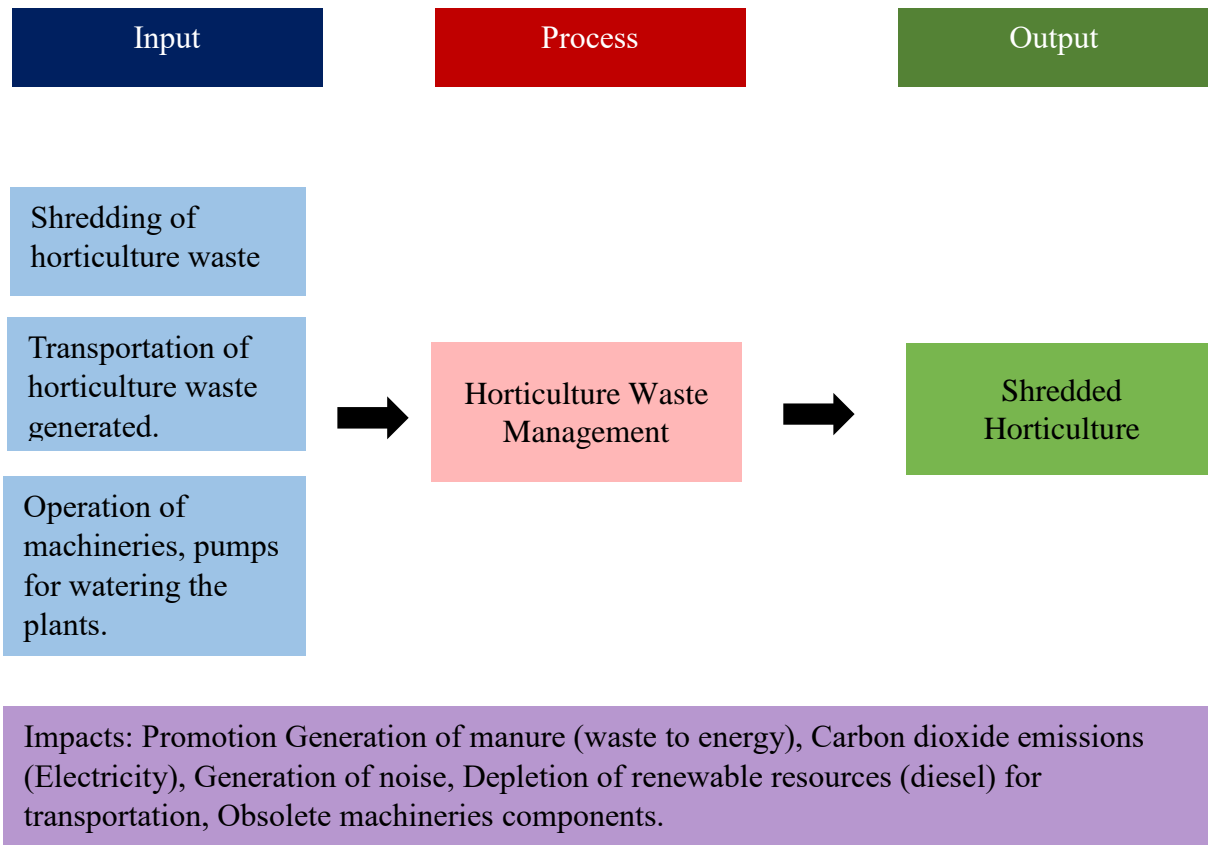 Input
Process
Output
Shredding of
horticulture waste
Transportation of
horticulture waste
generated.
Operation of
machineries, pumps
for watering the
plants.
Horticulture Waste
Management
Shredded
Horticulture
Impacts: Promotion Generation of manure (waste to energy), Carbon dioxide emissions
(Electricity), Generation of noise, Depletion of renewable resources (diesel) for
transportation, Obsolete machineries components.